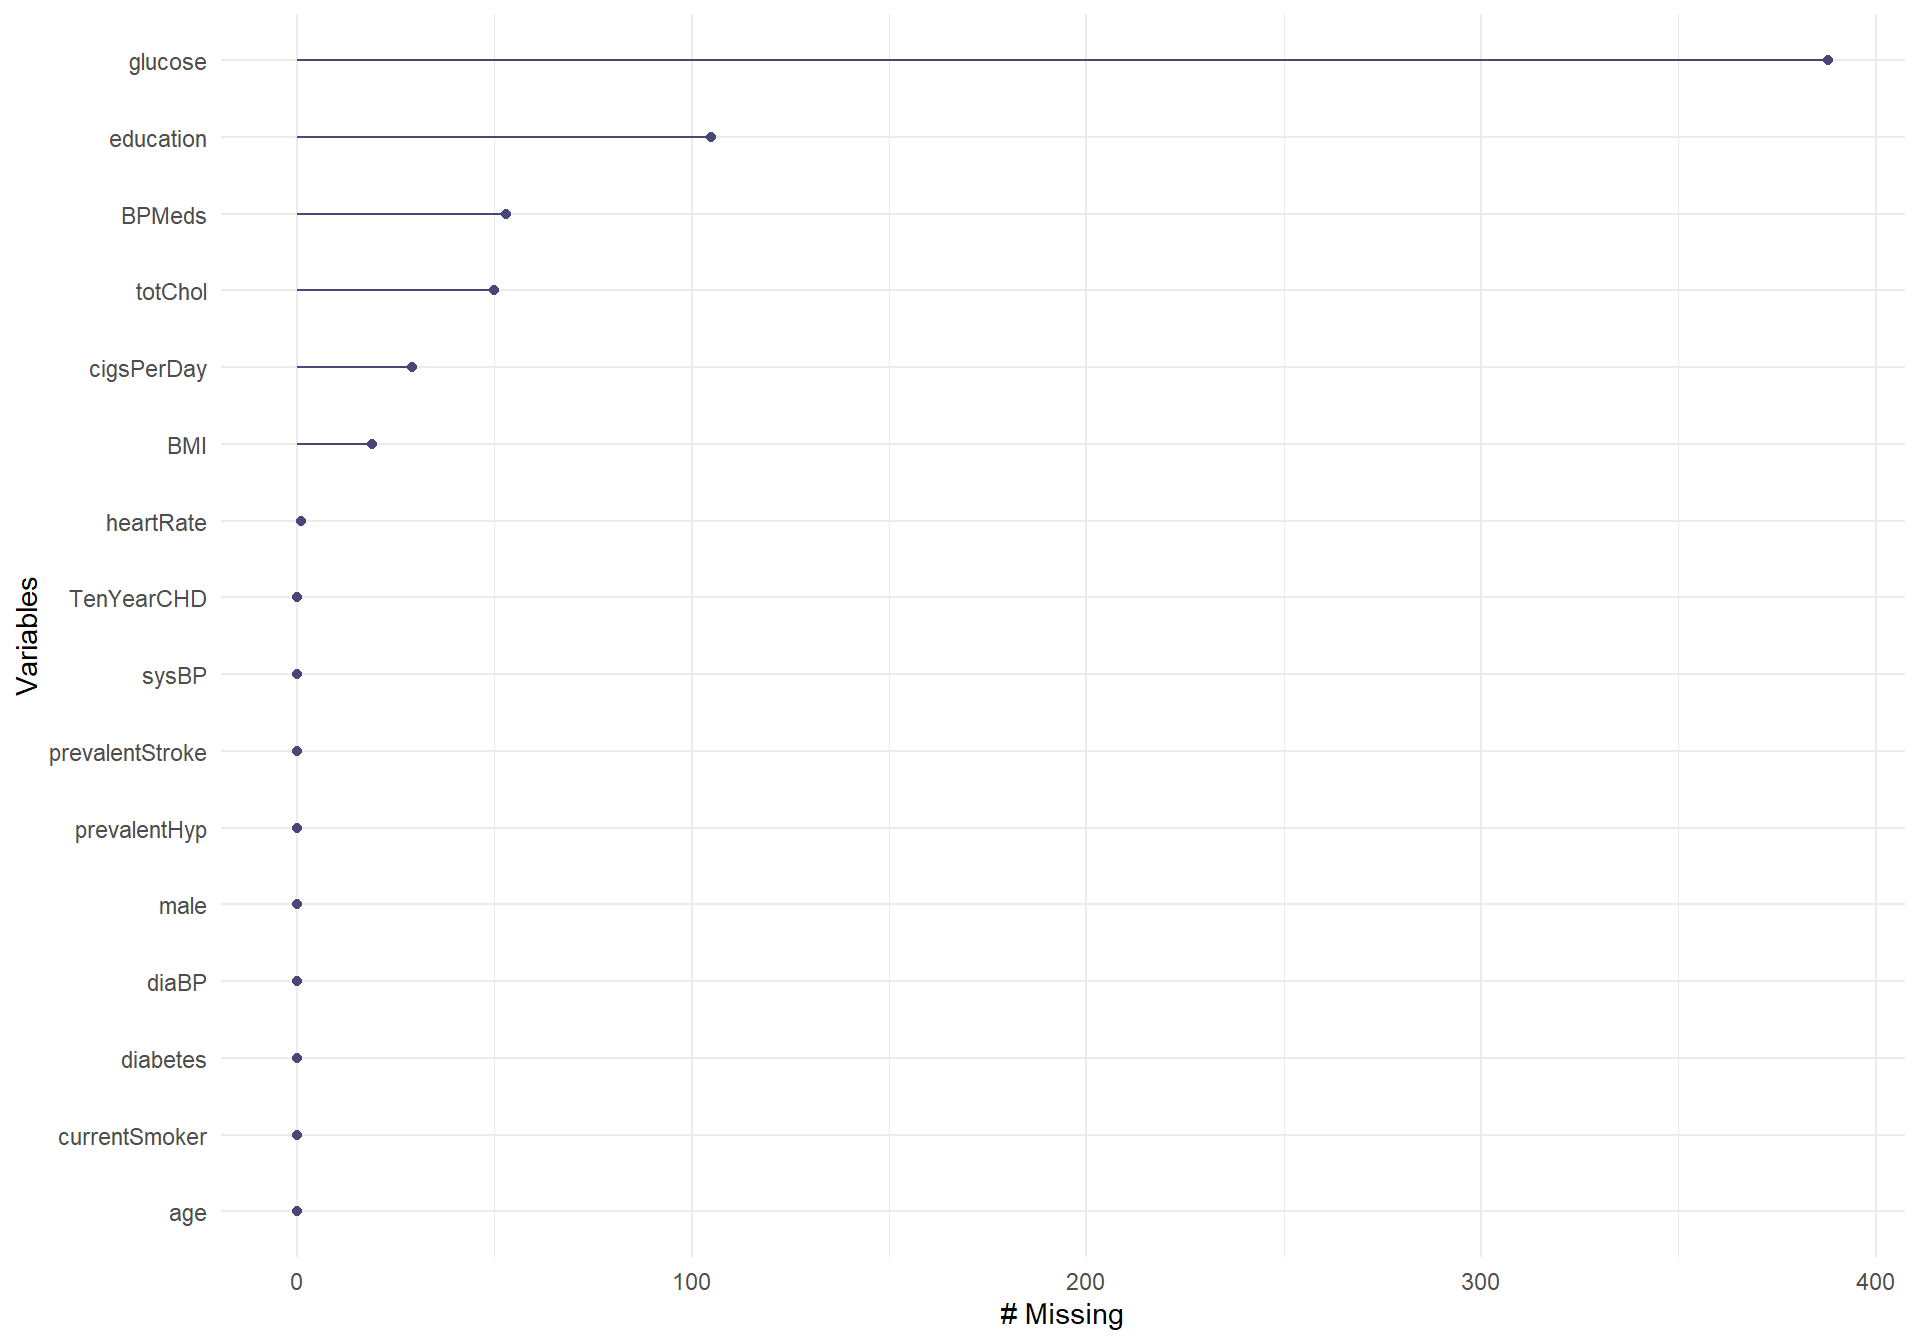 glucose
education
BPMeds
totChol
cigsPerDay
BMI
heartRate
TenYearCHD
sysBP
prevalentStroke
prevalentHyp
male
diaBP
diabetes
currentSmoker
age
Variables
0 100 200 300 400
# Missing